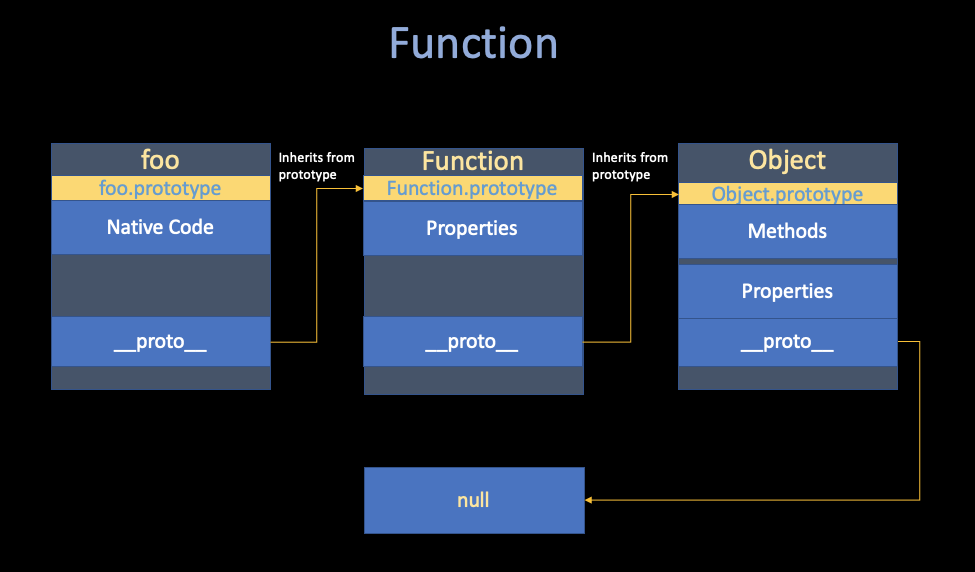 Function
foo
foo.prototype
Native Code
__proto__
Inherits from
prototype
Function
Function.prototype
Properties
__proto__
Inherits from
prototype
Object
Object.prototype
Methods
Properties
__proto__
null